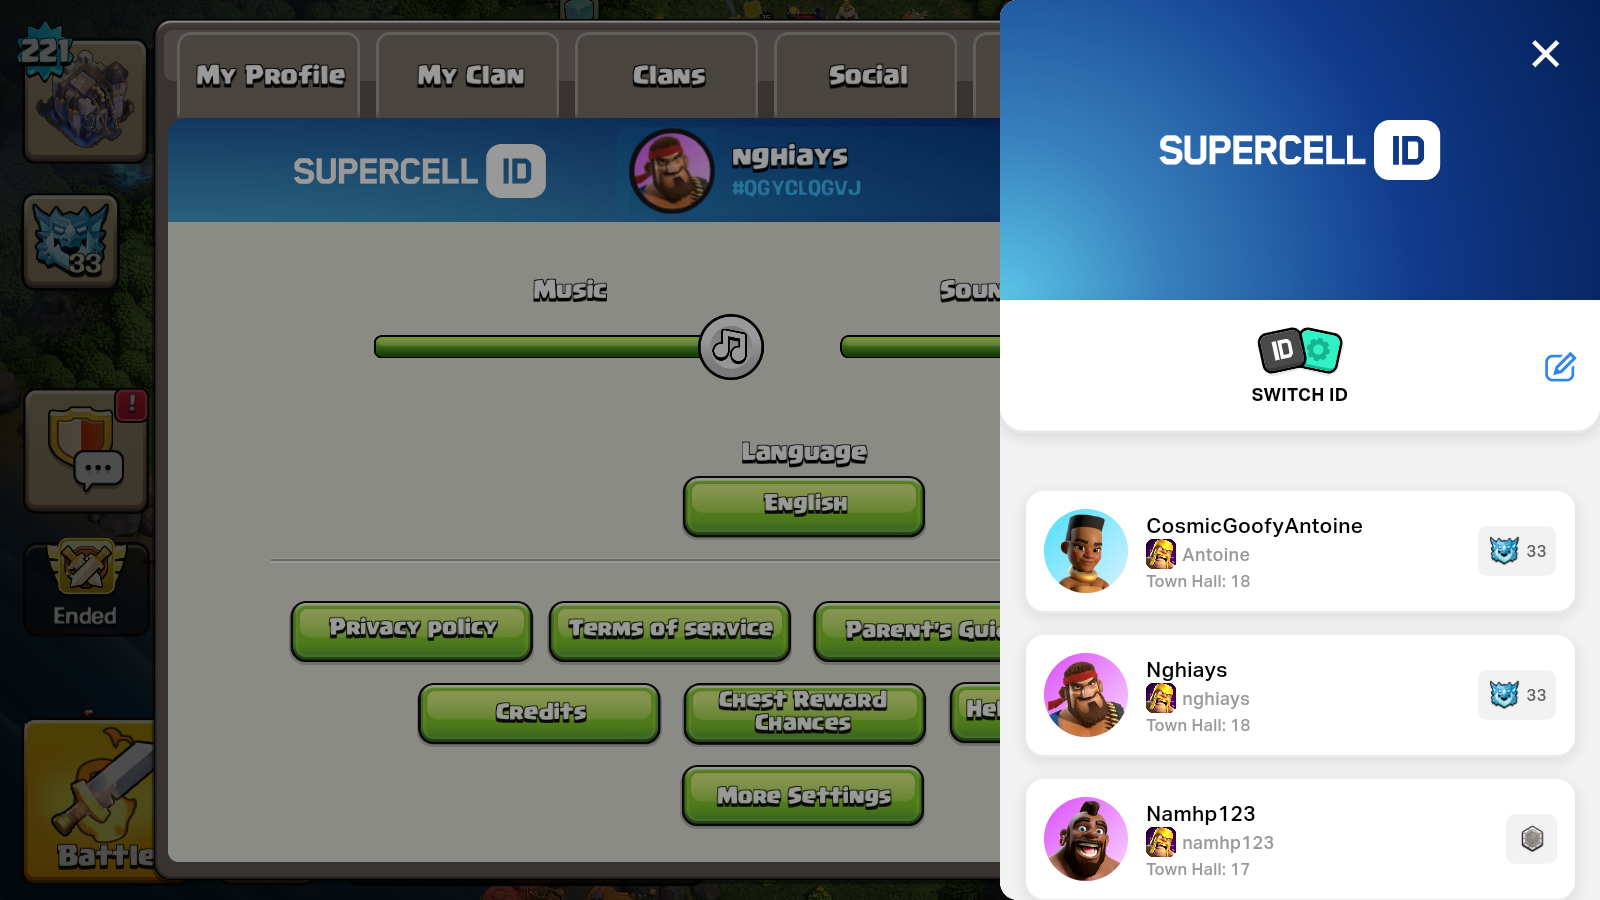 221
My Profile
My Clan
Clans
Social
SUPERCELL ID
nghiays
#QGYCLQGVJ
33
Music
Language
English
Ended
Privacy policy
Terms of service
Parent's
Credits
Chest Reward
Chances
More Settings
Battle
SUPERCELL ID
ID
SWITCH ID
CosmicGoofyAntoine
Antoine
Town Hall: 18
33
Nghiays
nghiays
Town Hall: 18
33
Namhp123
namhp123
Town Hall: 17